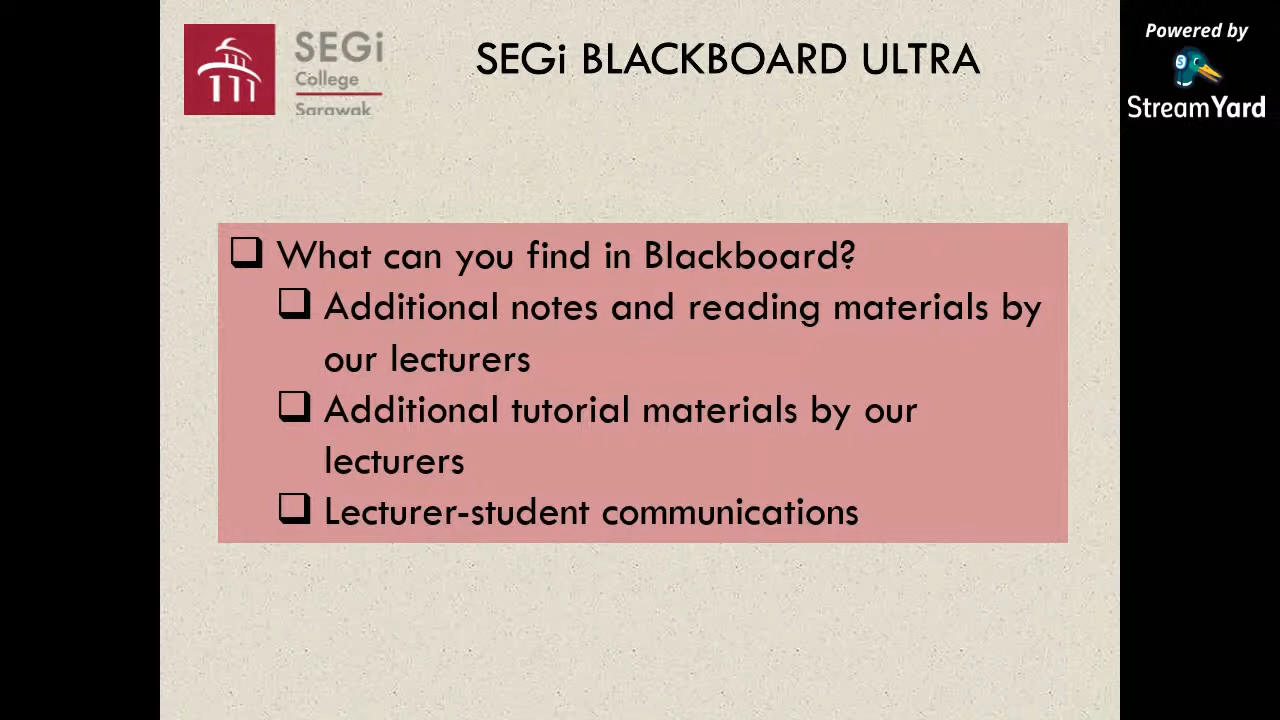 SEGi
College
Sarawak
SEGi BLACKBOARD ULTRA
Powered by
StreamYard
What can you find in Blackboard?
Additional notes and reading materials by
our lecturers
Additional tutorial materials by our
lecturers
Lecturer-student communications